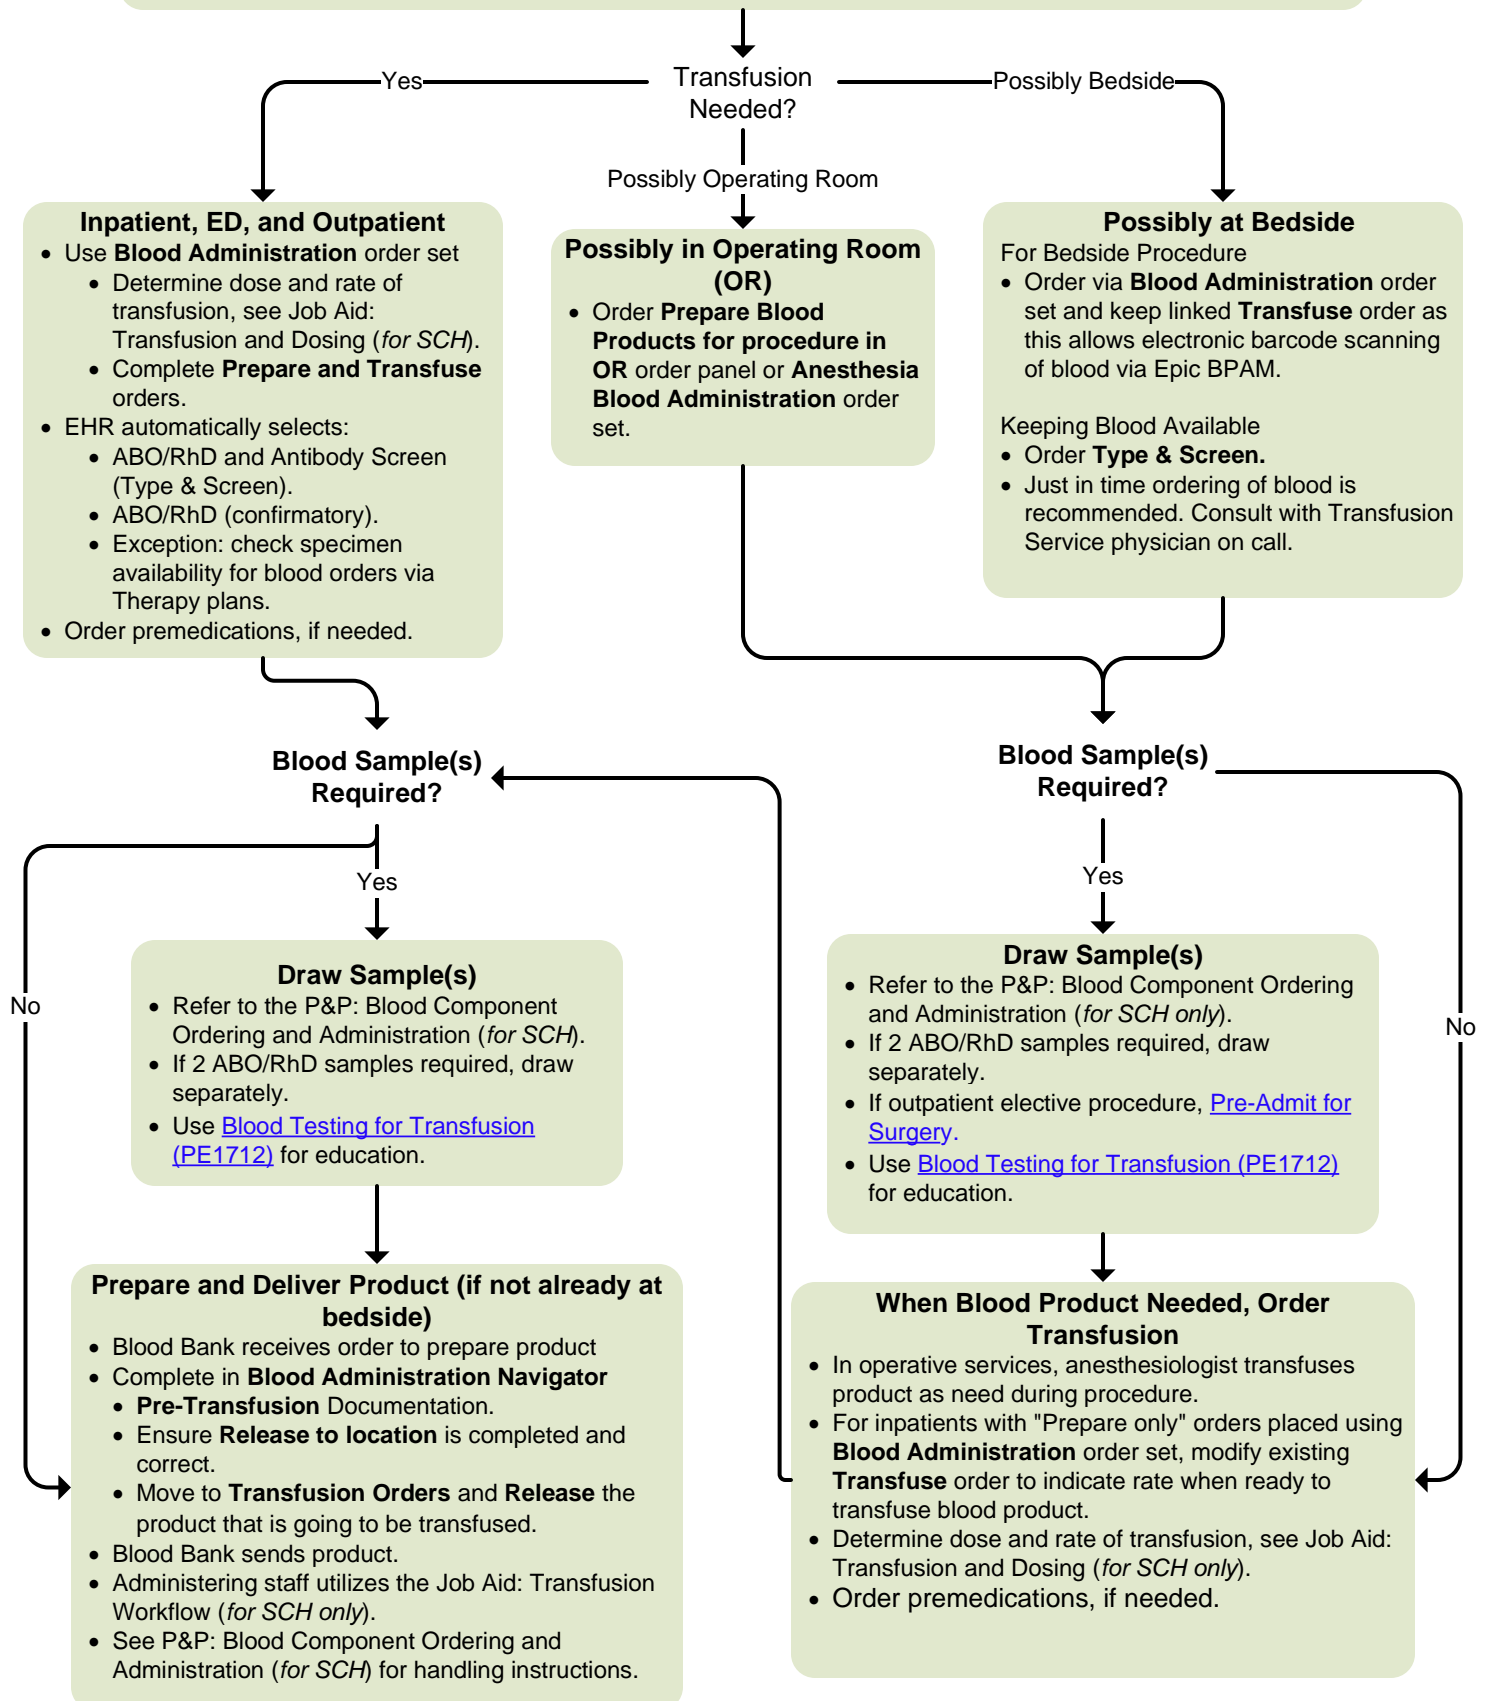 Transfusion
Needed?
Yes
Possibly Bedside
Possibly Operating Room
Inpatient, ED, and Outpatient
• Use Blood Administration order set
• Determine dose and rate of
transfusion, see Job Aid:
Transfusion and Dosing (for SCH).
• Complete Prepare and Transfuse
orders.
• EHR automatically selects:
• ABO/RhD and Antibody Screen
(Type & Screen).
• ABO/RhD (confirmatory).
• Exception: check specimen
availability for blood orders via
Therapy plans.
• Order premedications, if needed.
Possibly in Operating Room
(OR)
• Order Prepare Blood
Products for procedure in
OR order panel or Anesthesia
Blood Administration order
set.
Possibly at Bedside
For Bedside Procedure
• Order via Blood Administration order
set and keep linked Transfuse order as
this allows electronic barcode scanning
of blood via Epic BPAM.
Keeping Blood Available
• Order Type & Screen.
• Just in time ordering of blood is
recommended. Consult with Transfusion
Service physician on call.
Blood Sample(s)
Required?
Yes
No
Draw Sample(s)
• Refer to the P&P: Blood Component
Ordering and Administration (for SCH).
• If 2 ABO/RhD samples required, draw
separately.
• Use Blood Testing for Transfusion
(PE1712) for education.
Prepare and Deliver Product (if not already at
bedside)
• Blood Bank receives order to prepare product
• Complete in Blood Administration Navigator
• Pre-Transfusion Documentation.
• Ensure Release to location is completed and
correct.
• Move to Transfusion Orders and Release the
product that is going to be transfused.
• Blood Bank sends product.
• Administering staff utilizes the Job Aid: Transfusion
Workflow (for SCH only).
• See P&P: Blood Component Ordering and
Administration (for SCH) for handling instructions.
Blood Sample(s)
Required?
Yes
No
Draw Sample(s)
• Refer to the P&P: Blood Component Ordering
and Administration (for SCH only).
• If 2 ABO/RhD samples required, draw
separately.
• If outpatient elective procedure, Pre-Admit for
Surgery.
• Use Blood Testing for Transfusion (PE1712)
for education.
When Blood Product Needed, Order
Transfusion
• In operative services, anesthesiologist transfuses
product as need during procedure.
• For inpatients with "Prepare only" orders placed using
Blood Administration order set, modify existing
Transfuse order to indicate rate when ready to
transfuse blood product.
• Determine dose and rate of transfusion, see Job Aid:
Transfusion and Dosing (for SCH only).
• Order premedications, if needed.